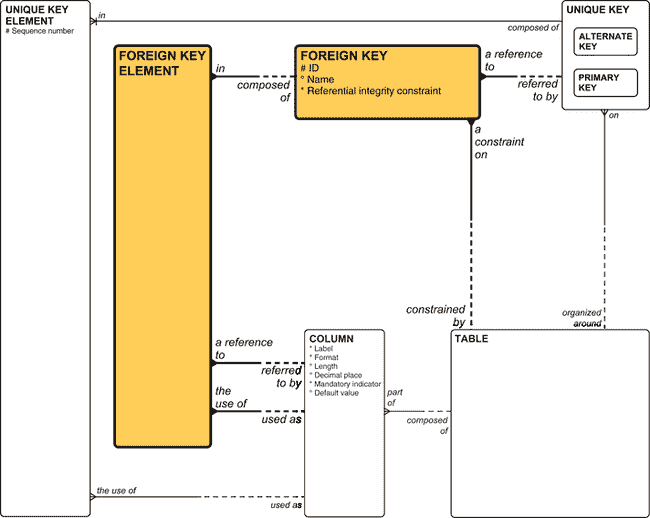 UNIQUE KEY
ELEMENT
# Sequence number
in
composed of
UNIQUE KEY
ALTERNATE
KEY
PRIMARY
KEY
on
FOREIGN KEY
ELEMENT
in
composed
of
FOREIGN KEY
# ID
° Name
* Referential integrity constraint
a reference
to
referred
to by
a
constraint
on
constrained
by
organized
around
a reference
to
referred
to by
the
use of
used as
COLUMN
* Label
* Format
* Length
° Decimal place
* Mandatory indicator
° Default value
part
of
composed
of
TABLE
the use of
used as